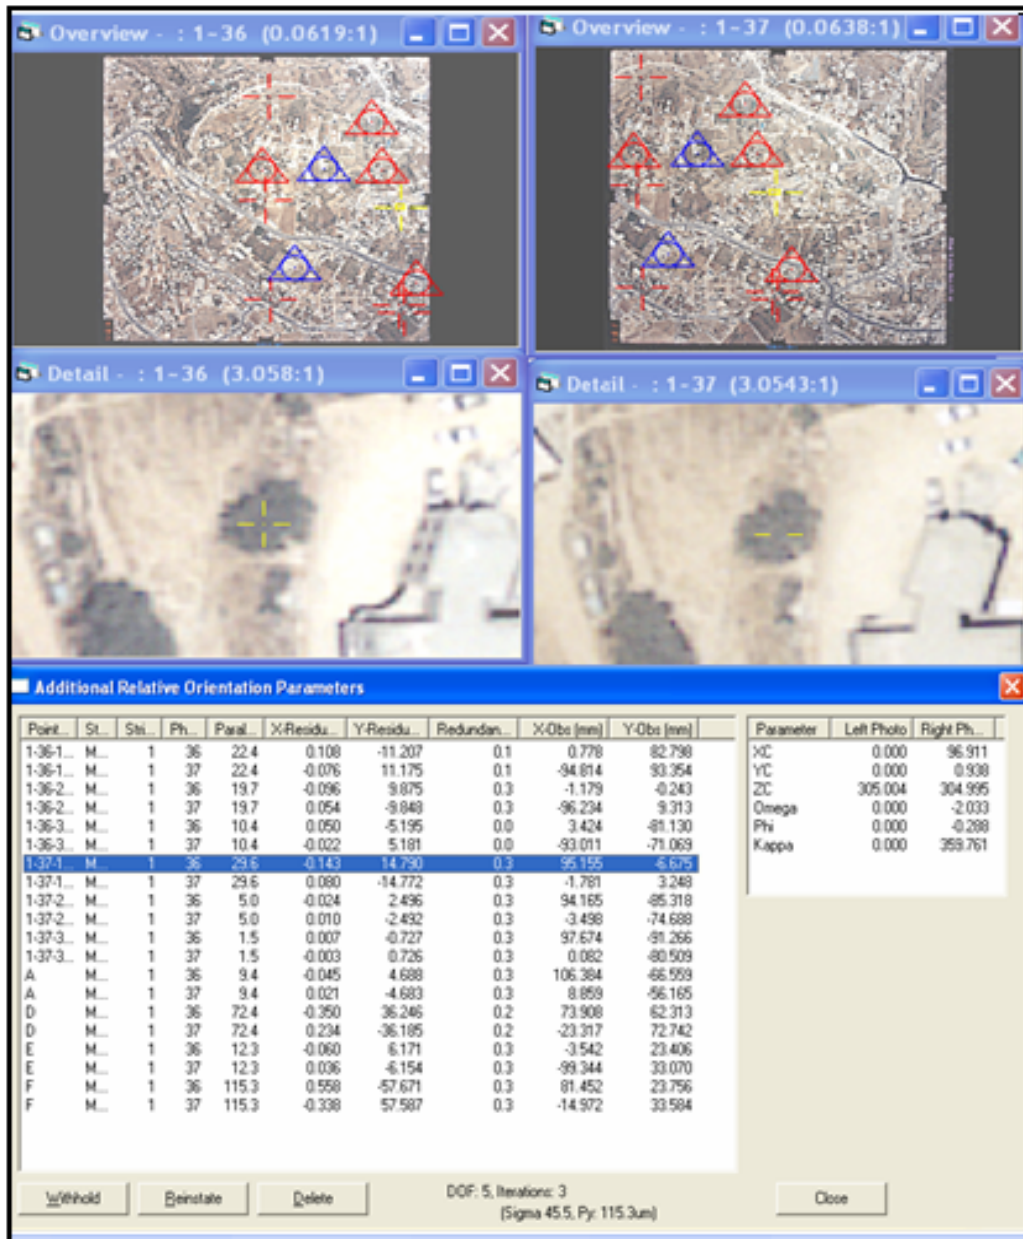 Overview - : 1-36 (0.0619:1)
Overview - : 1-37 (0.0638:1)
Detail - : 1-36 (3.058:1)
Detail - : 1-37 (3.0543:1)
Additional Relative Orientation Parameters
Point... St... Stri... Ph... Paral... X-Residu... Y-Residu... Redundan... X-Obs (mm) Y-Obs (mm)
1-36-1... M... 1 36 22.4 0.108 -11.207 0.1 0.778 82.798
1-36-1... M... 1 37 22.4 -0.076 11.175 0.1 -94.814 93.354
1-36-2... M... 1 36 19.7 -0.096 9.875 0.3 -1.179 -0.243
1-36-2... M... 1 37 19.7 0.054 -9.848 0.3 -96.234 9.313
1-36-3... M... 1 36 10.4 0.050 -5.195 0.0 3.424 -81.130
1-36-3... M... 1 37 10.4 -0.022 5.181 0.0 -93.011 -71.069
1-37-1... M... 1 36 29.6 -0.143 14.790 0.3 95.155 -6.675
1-37-1... M... 1 37 29.6 0.080 -14.772 0.3 -1.781 3.248
1-37-2... M... 1 36 5.0 -0.024 2.496 0.3 94.165 -85.318
1-37-2... M... 1 37 5.0 0.010 -2.492 0.3 -3.498 -74.688
1-37-3... M... 1 36 1.5 0.007 -0.727 0.3 97.674 -91.266
1-37-3... M... 1 37 1.5 -0.003 0.726 0.3 0.082 -80.509
A M... 1 36 9.4 -0.045 4.688 0.3 106.384 -66.559
A M... 1 37 9.4 0.021 -4.683 0.3 8.859 -56.165
D M... 1 36 72.4 -0.350 36.246 0.2 73.908 62.313
D M... 1 37 72.4 0.234 -36.185 0.2 -23.317 72.742
E M... 1 36 12.3 -0.060 6.171 0.3 -3.542 23.406
E M... 1 37 12.3 0.036 -6.154 0.3 -99.344 33.070
F M... 1 36 115.3 0.558 -57.671 0.3 81.452 23.756
F M... 1 37 115.3 -0.338 57.587 0.3 -14.972 33.584
Parameter Left Photo Right Ph...
XC 0.000 96.911
YC 0.000 0.938
ZC 305.004 304.995
Omega 0.000 -2.033
Phi 0.000 -0.288
Kappa 0.000 359.761
Withhold Reinstate Delete
DOF: 5, Iterations: 3
(Sigma 45.5, Py: 115.3um)
Close